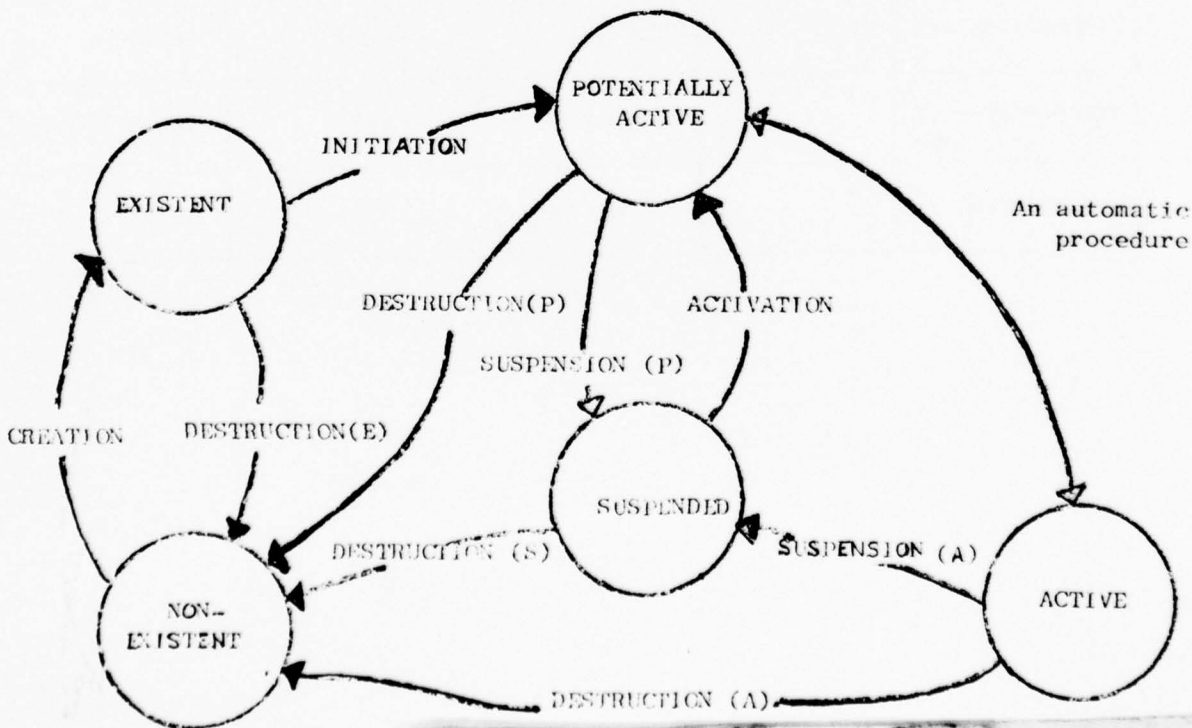 POTENTIALLY
ACTIVE
INITIATION
EXISTENT
An automatic
procedure
DESTRUCTION(P)
ACTIVATION
SUSPENSION (P)
CREATION
DESTRUCTION(E)
SUSPENDED
DESTRUCTION (S)
SUSPENSION (A)
NON-
EXISTENT
ACTIVE
DESTRUCTION (A)